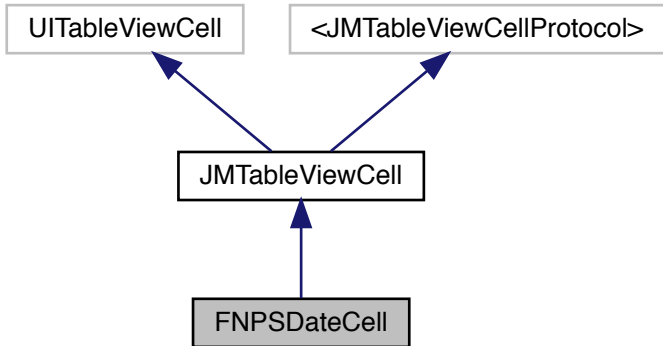 UITableViewCell
<JMTableViewCellProtocol>
JMTableViewCell
FNPSDateCell